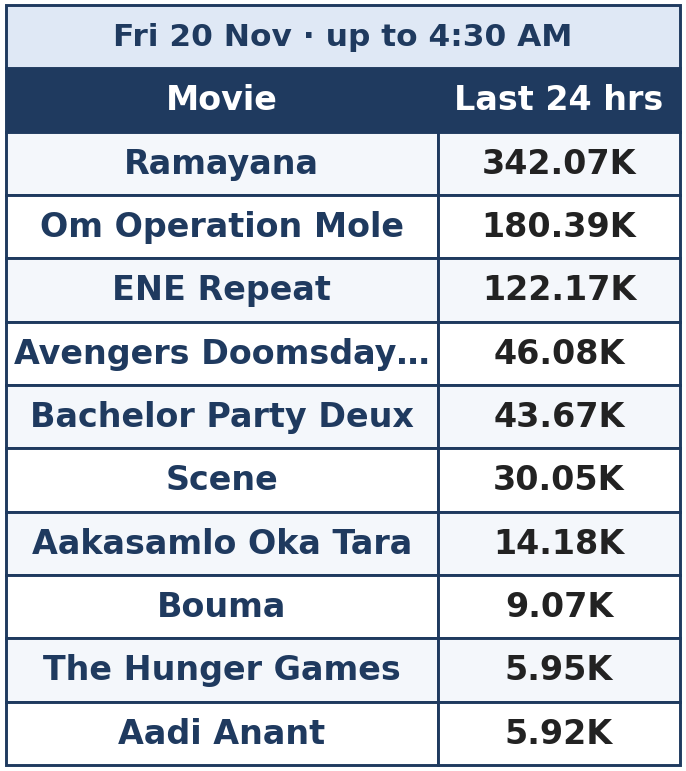 Fri 20 Nov · up to 4:30 AM
Movie Last 24 hrs
Ramayana 342.07K
Om Operation Mole 180.39K
ENE Repeat 122.17K
Avengers Doomsday... 46.08K
Bachelor Party Deux 43.67K
Scene 30.05K
Aakasamlo Oka Tara 14.18K
Bouma 9.07K
The Hunger Games 5.95K
Aadi Anant 5.92K